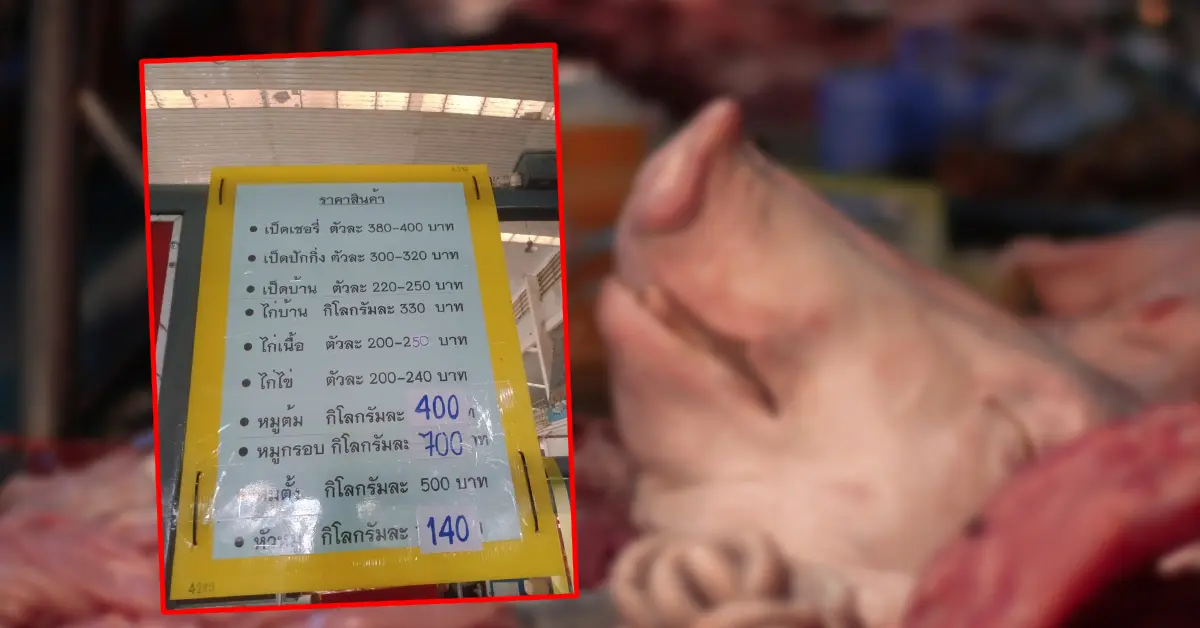 ราคาสินค้า
• เป็ดเชอรี่ ตัวละ 380-400 บาท
• เป็ดปักกิ่ง ตัวละ 300-320 บาท
• เป็ดบ้าน ตัวละ 220-250 บาท
• ไก่บ้าน กิโลกรัมละ 330 บาท
• ไก่เนื้อ ตัวละ 200-250 บาท
• ไก่ไข่ ตัวละ 200-240 บาท
• หมูต้ม กิโลกรัมละ 400
• หมูกรอบ กิโลกรัมละ 700
กิโลกรัมละ 500 บาท
• กิโลกรัมละ 140